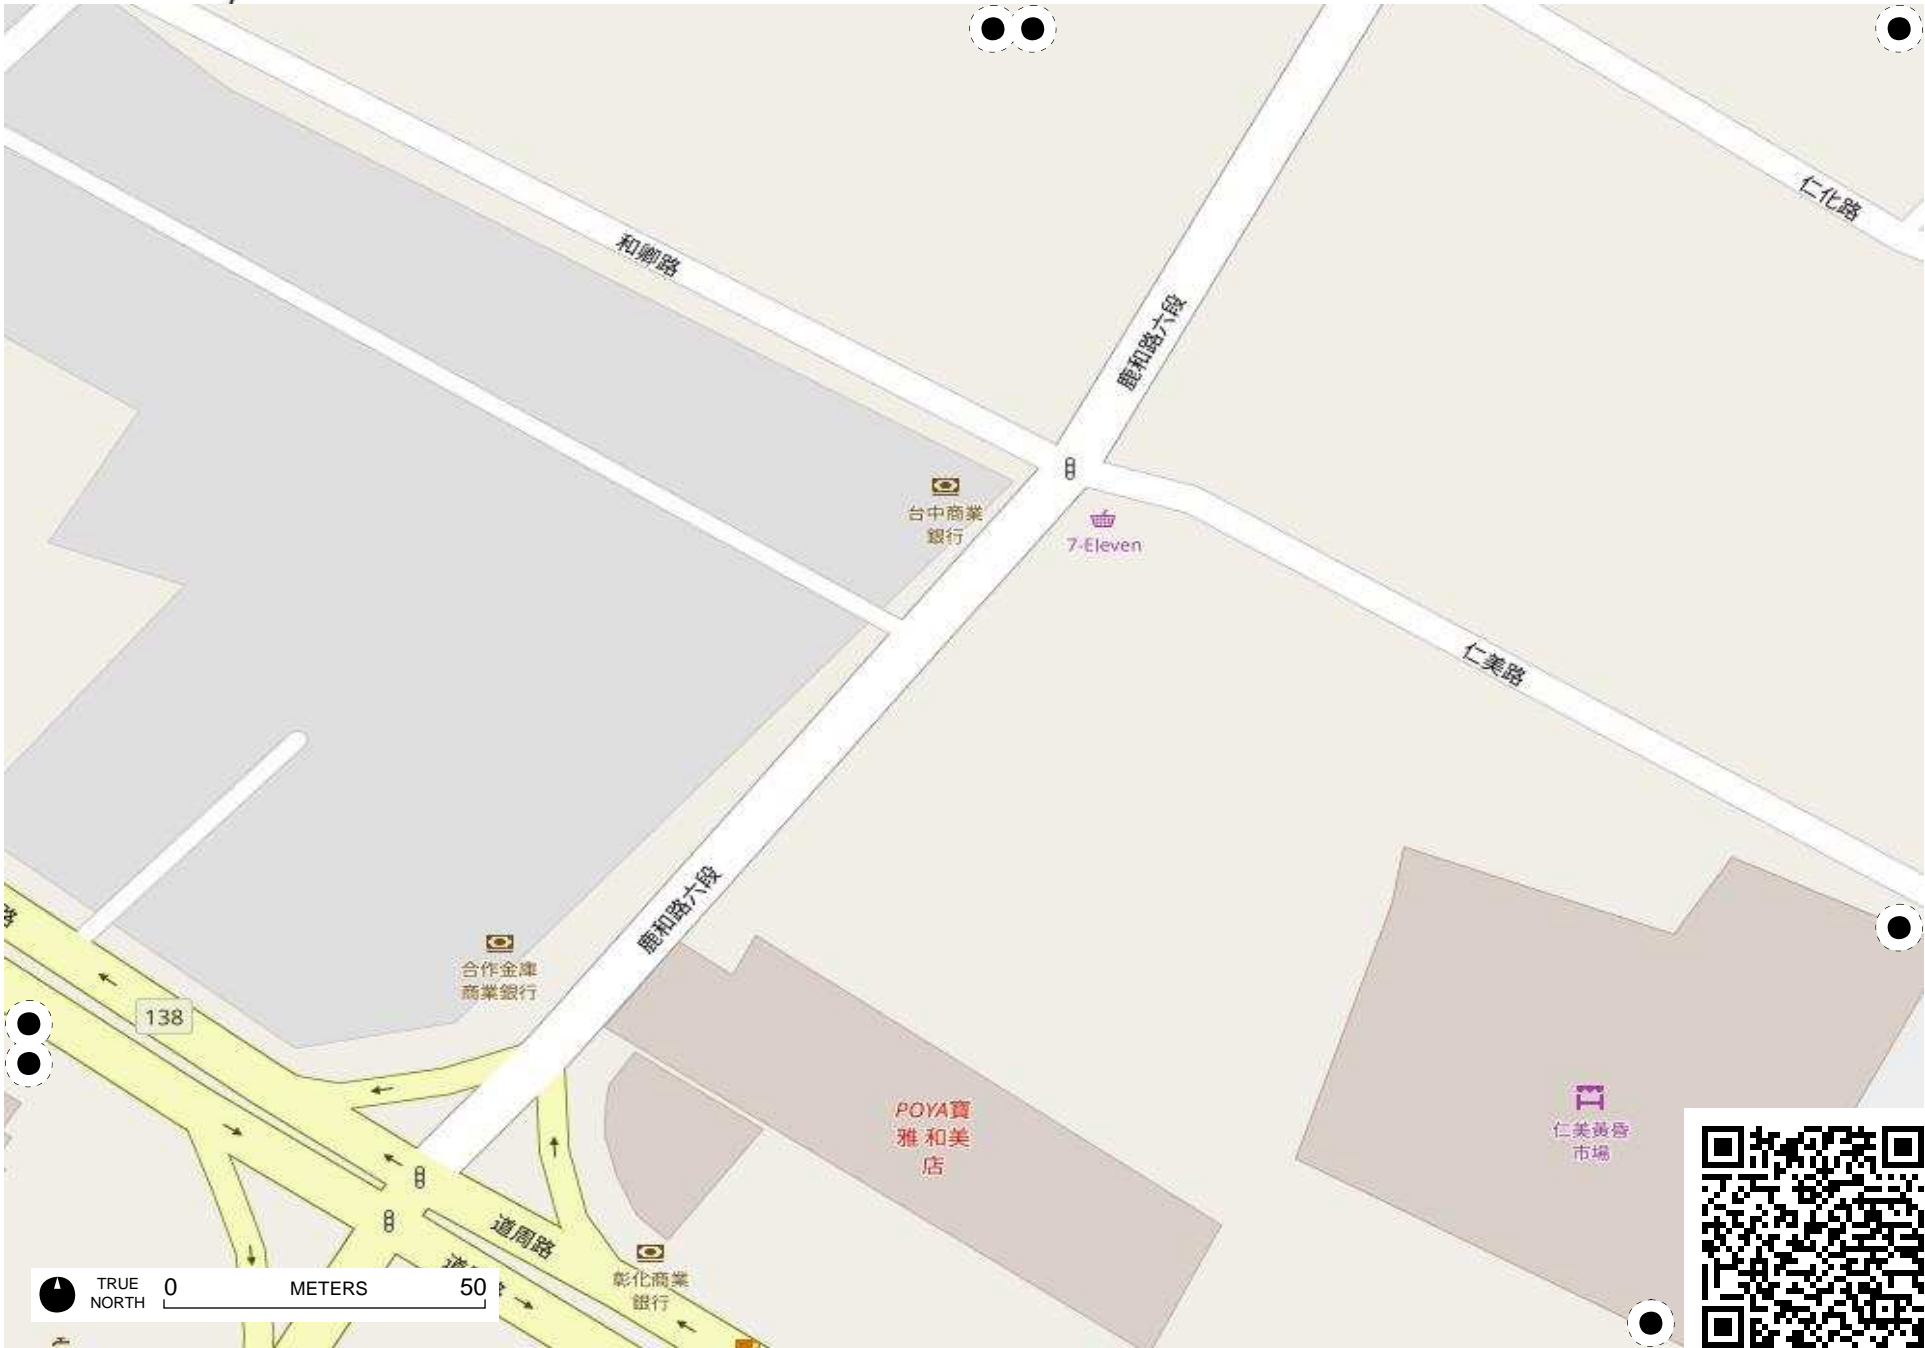 仁化路
和卿路
鹿和路六段
台中商業
銀行
7-Eleven
仁美路
鹿和路六段
路
合作金庫
商業銀行
138
POYA寶
雅 和美
店
仁美黃昏
市場
道周路
彰化商業
銀行
TRUE
NORTH
0
METERS
50